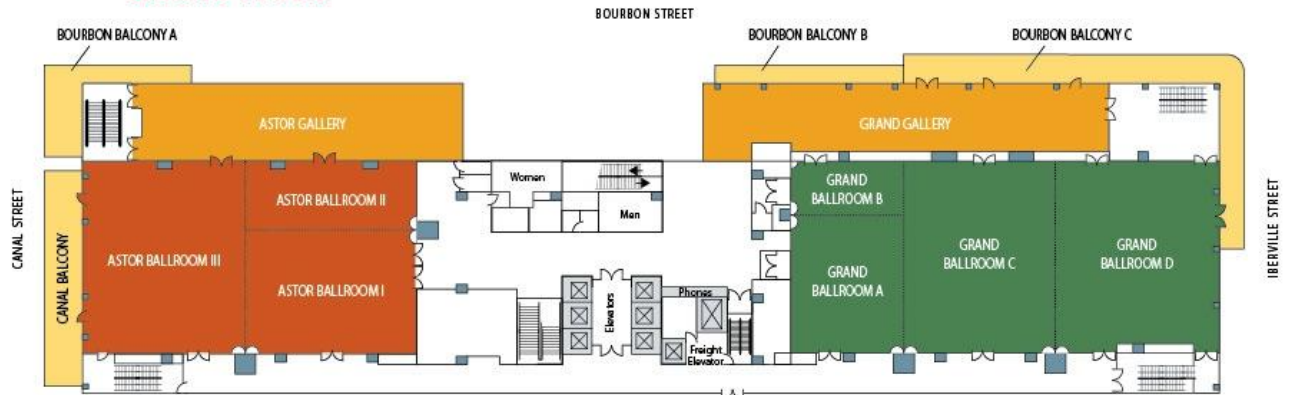 BOURBON STREET
BOURBON BALCONY A
BOURBON BALCONY B
BOURBON BALCONY C
ASTOR GALLERY
GRAND GALLERY
Women
Men
GRAND
BALLROOM B
ASTOR BALLROOM II
CANAL STREET
CANAL BALCONY
ASTOR BALLROOM III
ASTOR BALLROOM I
GRAND
BALLROOM A
GRAND
BALLROOM C
GRAND
BALLROOM D
IBERVILLE STREET
Elevators
Phones
Freight
Elevator